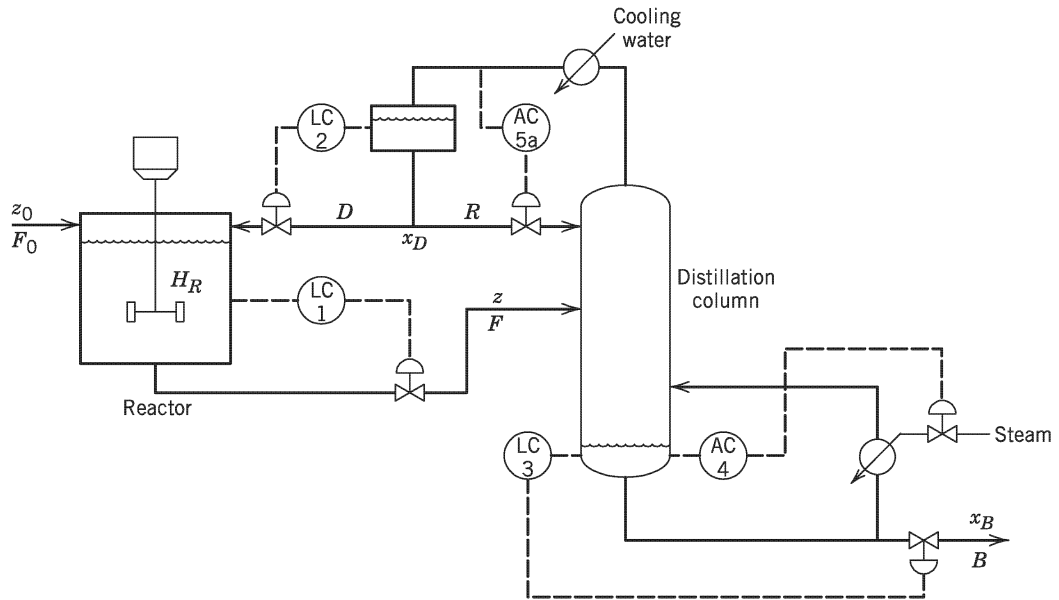 Cooling
water
LC
2
AC
5a
z0
F0
D
R
xD
HR
LC
1
z
F
Distillation
column
Reactor
LC
3
AC
4
Steam
xB
B